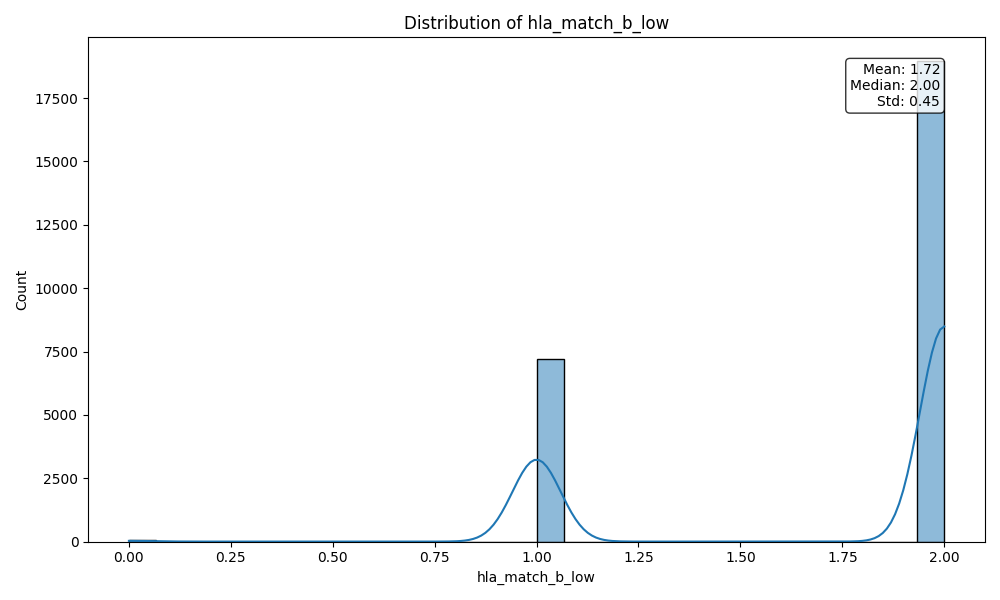 Distribution of hla_match_b_low
Mean: 1.72
Median: 2.00
Std: 0.45
17500
15000
12500
10000
7500
5000
2500
0
Count
0.00 0.25 0.50 0.75 1.00 1.25 1.50 1.75 2.00
hla_match_b_low